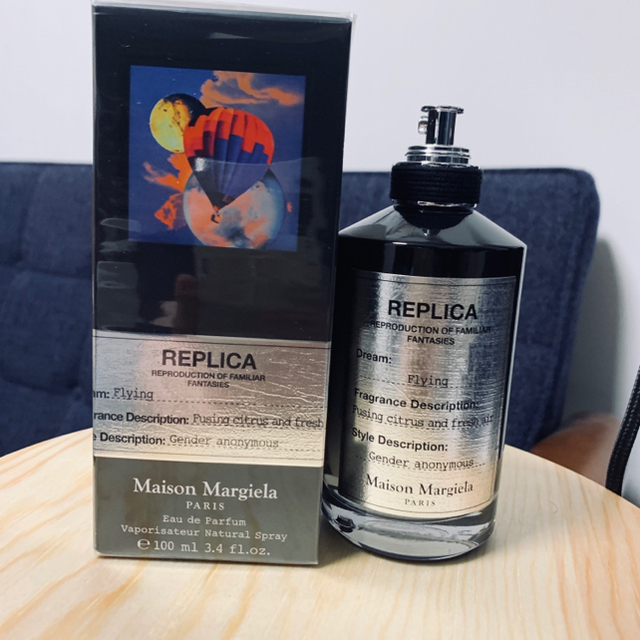 REPLICA
REPRODUCTION OF FAMILIAR
FANTASIES
am: Flying
rance Description: Fusing citrus and fresh
e Description: Gender anonymous
Maison Margiela
PARIS
Eau de Parfum
Vaporisateur Natural Spray
℮ 100 ml 3.4 fl.oz.
REPLICA
REPRODUCTION OF FAMILIAR
FANTASIES
Dream:
Flying
Fragrance Description:
Fusing citrus and fresh air
Style Description:
Gender anonymous
Maison Margiela
PARIS